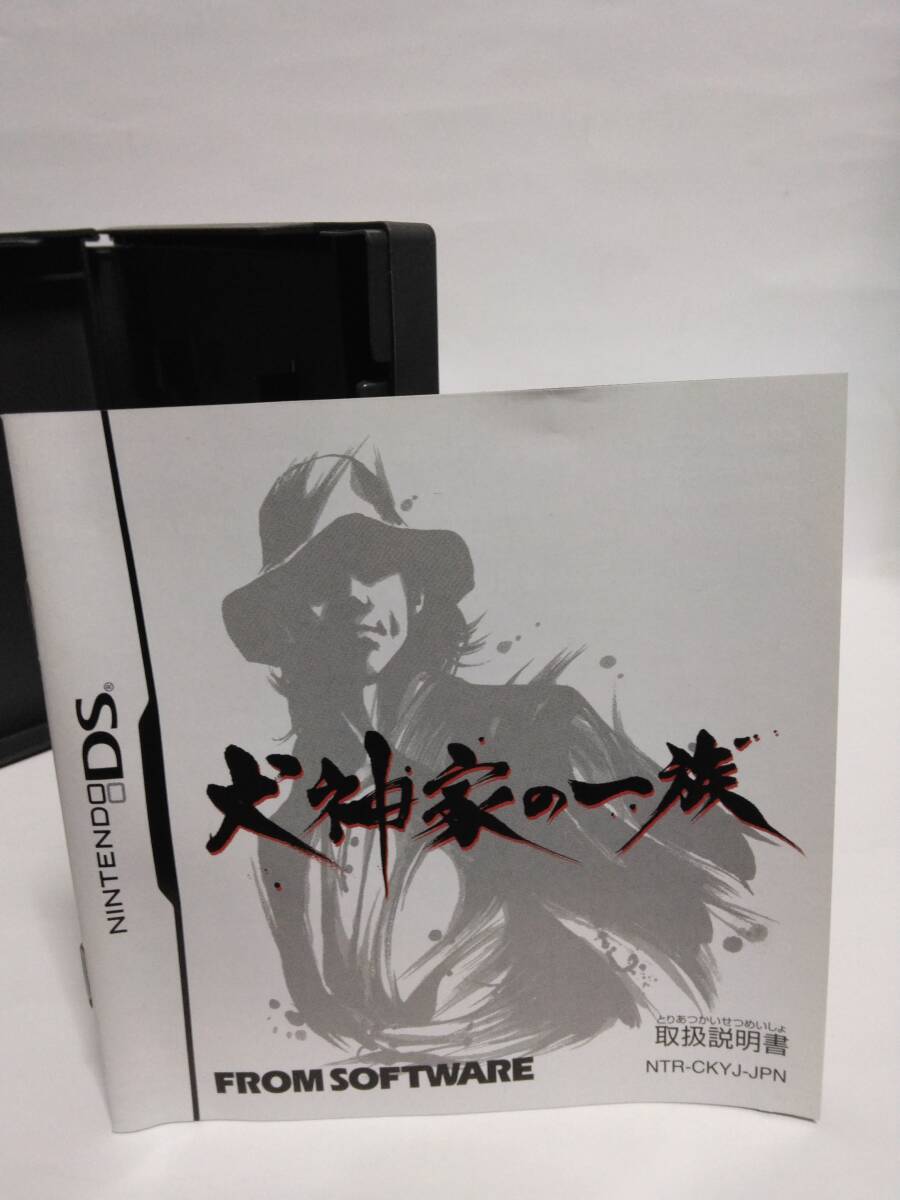 NINTENDO DS®
犬神家の一族
とりあつかいせつめいしょ
取扱説明書
NTR-CKYJ-JPN
FROM SOFTWARE